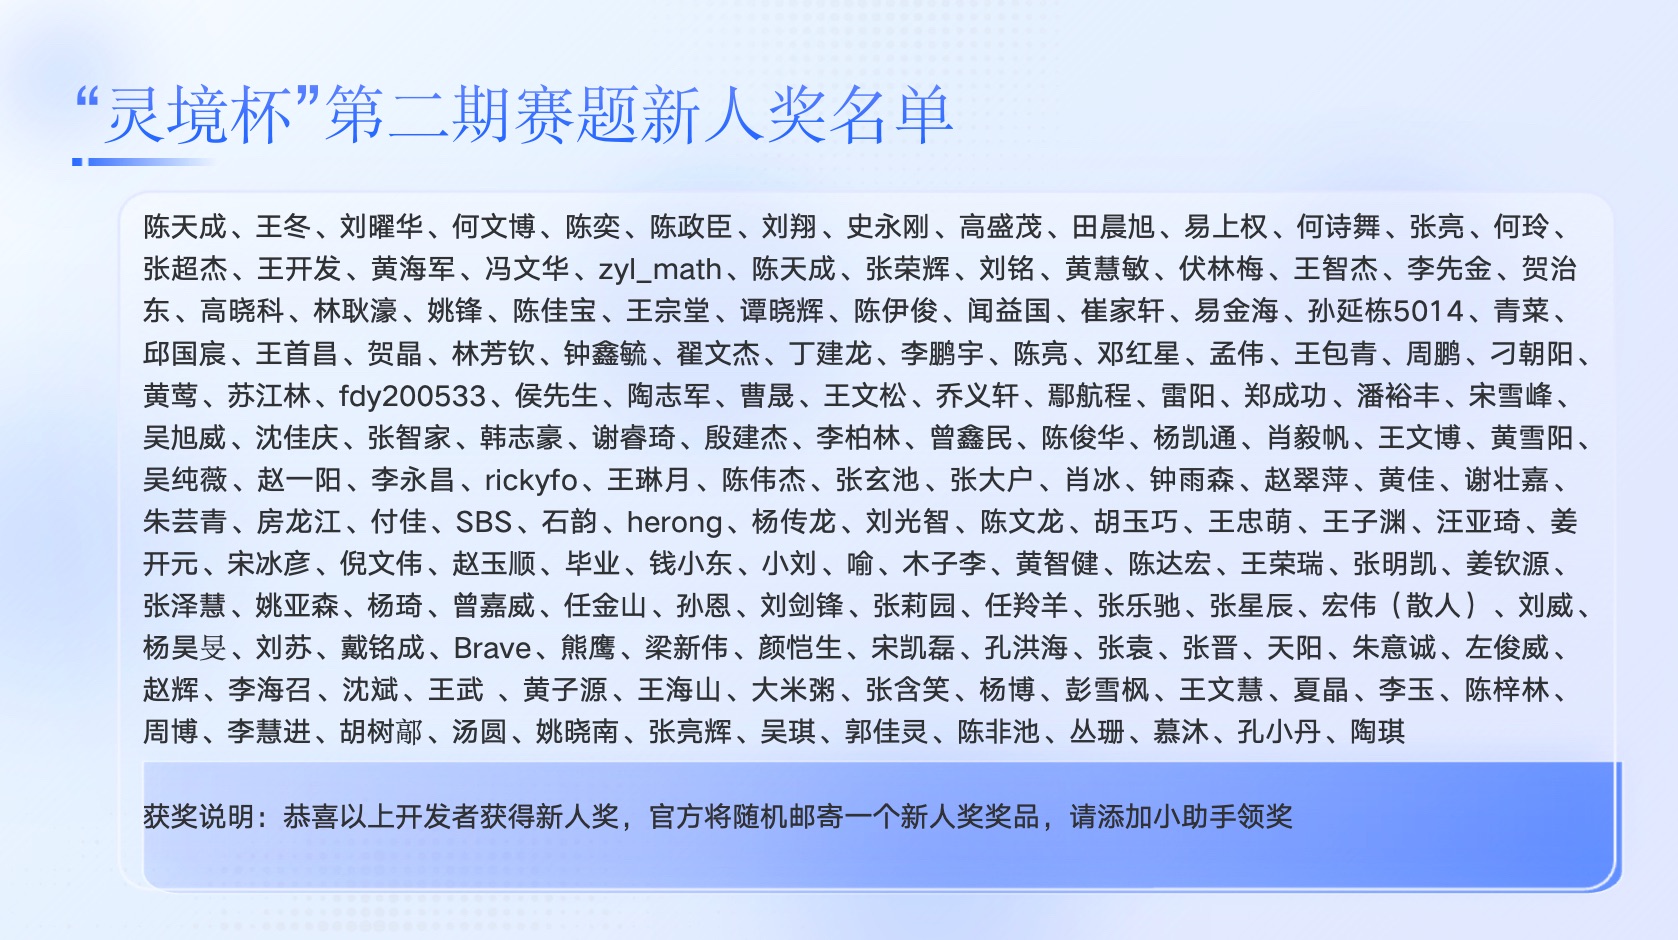 “灵境杯”第二期赛题新人奖名单
陈天成、王冬、刘曜华、何文博、陈奕、陈政臣、刘翔、史永刚、高盛茂、田晨旭、易上权、何诗舞、张亮、何玲、
张超杰、王开发、黄海军、冯文华、zyl_math、陈天成、张荣辉、刘铭、黄慧敏、伏林梅、王智杰、李先金、贺治
东、高晓科、林耿濠、姚锋、陈佳宝、王宗堂、谭晓辉、陈伊俊、闻益国、崔家轩、易金海、孙延栋5014、青菜、
邱国宸、王首昌、贺晶、林芳钦、钟鑫毓、翟文杰、丁建龙、李鹏宇、陈亮、邓红星、孟伟、王包青、周鹏、刁朝阳、
黄莺、苏江林、fdy200533、侯先生、陶志军、曹晟、王文松、乔义轩、鄢航程、雷阳、郑成功、潘裕丰、宋雪峰、
吴旭威、沈佳庆、张智家、韩志豪、谢睿琦、殷建杰、李柏林、曾鑫民、陈俊华、杨凯通、肖毅帆、王文博、黄雪阳、
吴纯薇、赵一阳、李永昌、rickyfo、王琳月、陈伟杰、张玄池、张大户、肖冰、钟雨森、赵翠萍、黄佳、谢壮嘉、
朱芸青、房龙江、付佳、SBS、石韵、herong、杨传龙、刘光智、陈文龙、胡玉巧、王忠萌、王子渊、汪亚琦、姜
开元、宋冰彦、倪文伟、赵玉顺、毕业、钱小东、小刘、喻、木子李、黄智健、陈达宏、王荣瑞、张明凯、姜钦源、
张泽慧、姚亚森、杨琦、曾嘉威、任金山、孙恩、刘剑锋、张莉园、任羚羊、张乐驰、张星辰、宏伟（散人）、刘威、
杨昊旻、刘苏、戴铭成、Brave、熊鹰、梁新伟、颜恺生、宋凯磊、孔洪海、张袁、张晋、天阳、朱意诚、左俊威、
赵辉、李海召、沈斌、王武 、黄子源、王海山、大米粥、张含笑、杨博、彭雪枫、王文慧、夏晶、李玉、陈梓林、
周博、李慧进、胡树、汤圆、姚晓南、张亮辉、吴琪、郭佳灵、陈非池、丛珊、慕沐、孔小丹、陶琪
获奖说明：恭喜以上开发者获得新人奖，官方将随机邮寄一个新人奖奖品，请添加小助手领奖